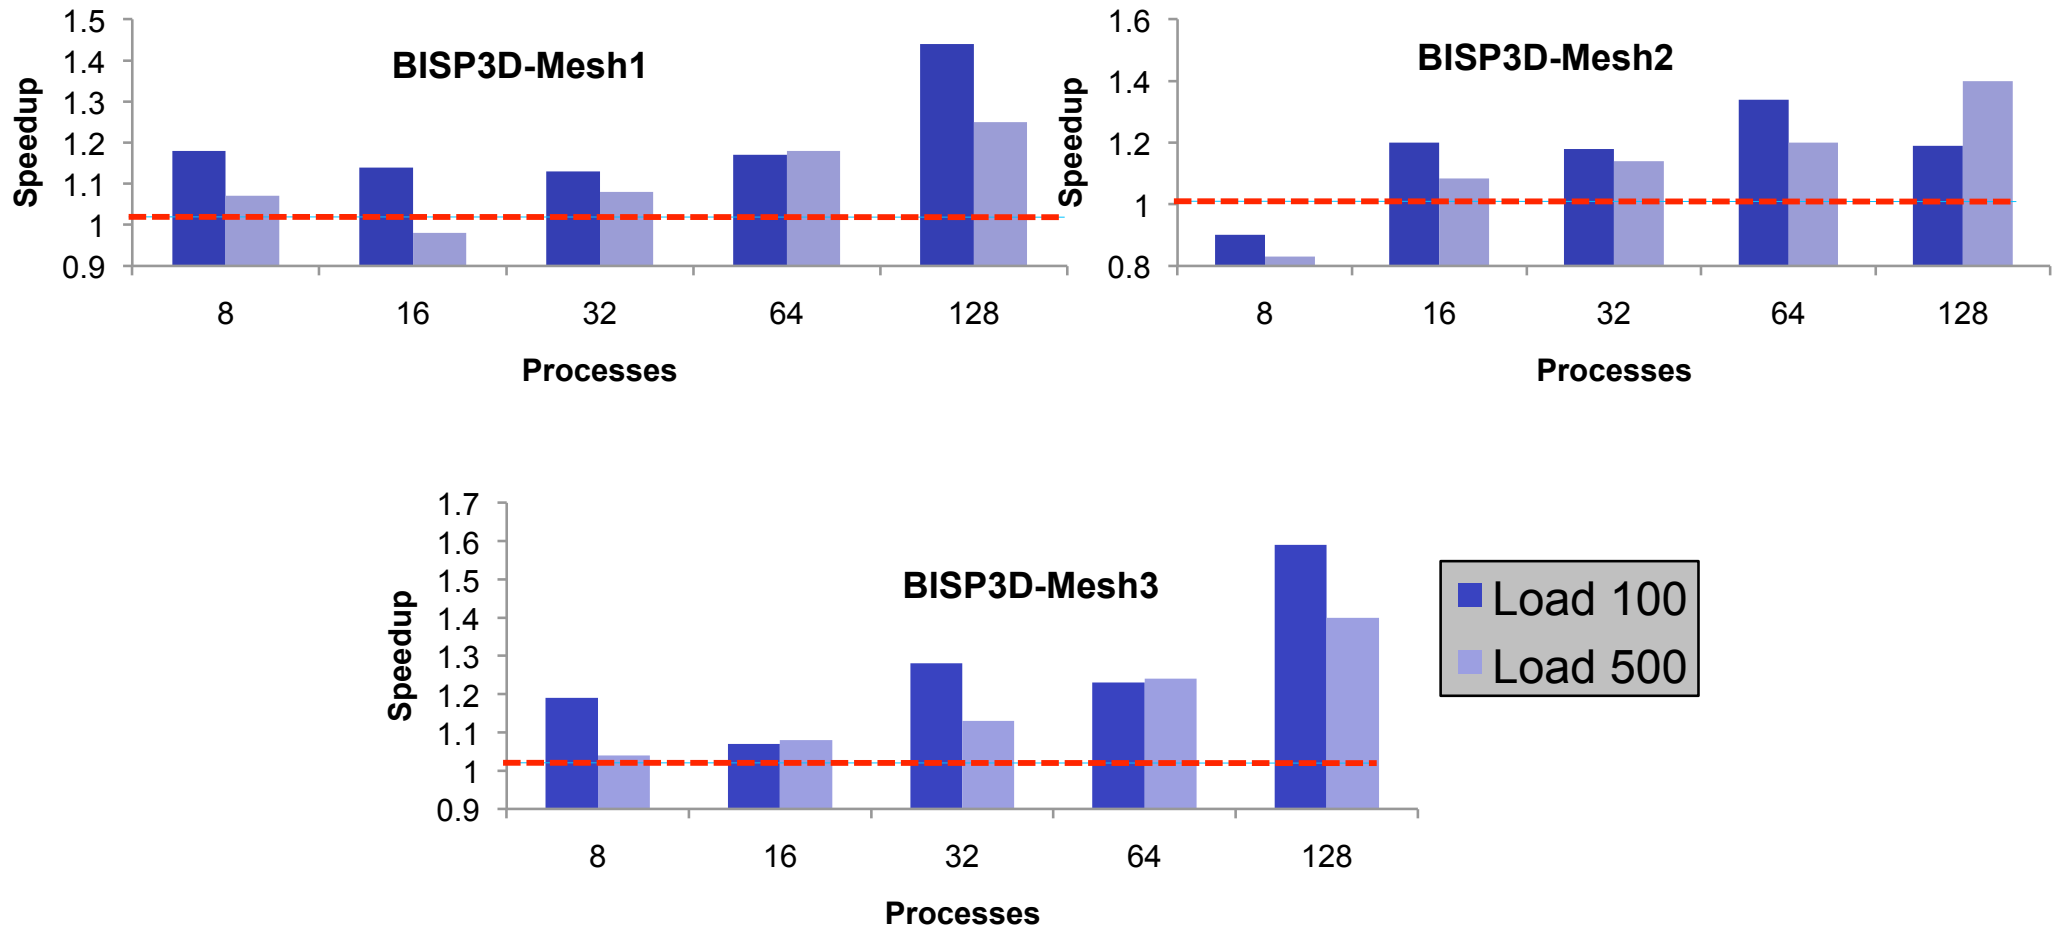 BISP3D-Mesh1
Speedup
1.5
1.4
1.3
1.2
1.1
1
0.9
8 16 32 64 128
Processes
BISP3D-Mesh2
Speedup
1.6
1.4
1.2
1
0.8
8 16 32 64 128
Processes
BISP3D-Mesh3
Speedup
1.7
1.6
1.5
1.4
1.3
1.2
1.1
1
0.9
8 16 32 64 128
Processes
Load 100
Load 500